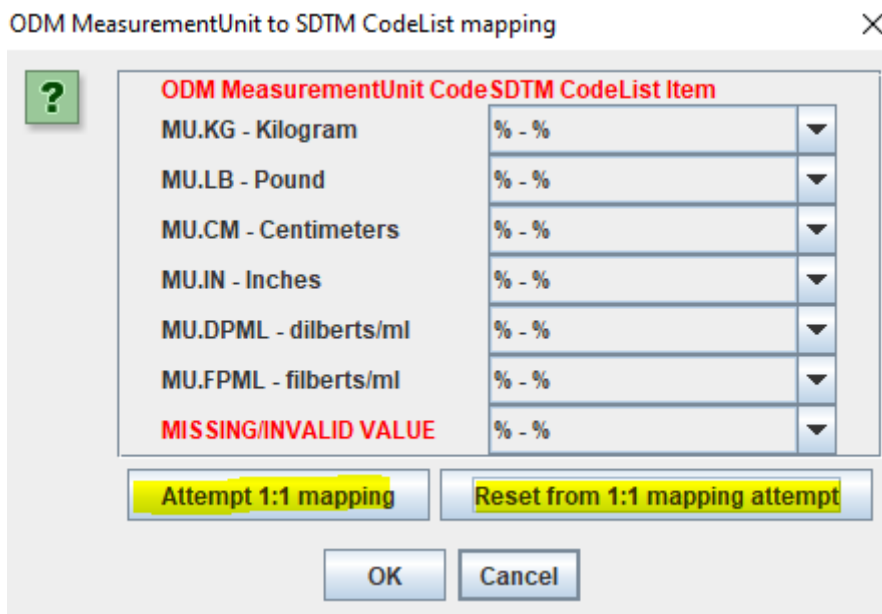 ODM MeasurementUnit to SDTM CodeList mapping
?
ODM MeasurementUnit Code SDTM CodeList Item
MU.KG - Kilogram % - %
MU.LB - Pound % - %
MU.CM - Centimeters % - %
MU.IN - Inches % - %
MU.DPML - dilberts/ml % - %
MU.FPML - filberts/ml % - %
MISSING/INVALID VALUE % - %
Attempt 1:1 mapping Reset from 1:1 mapping attempt
OK Cancel